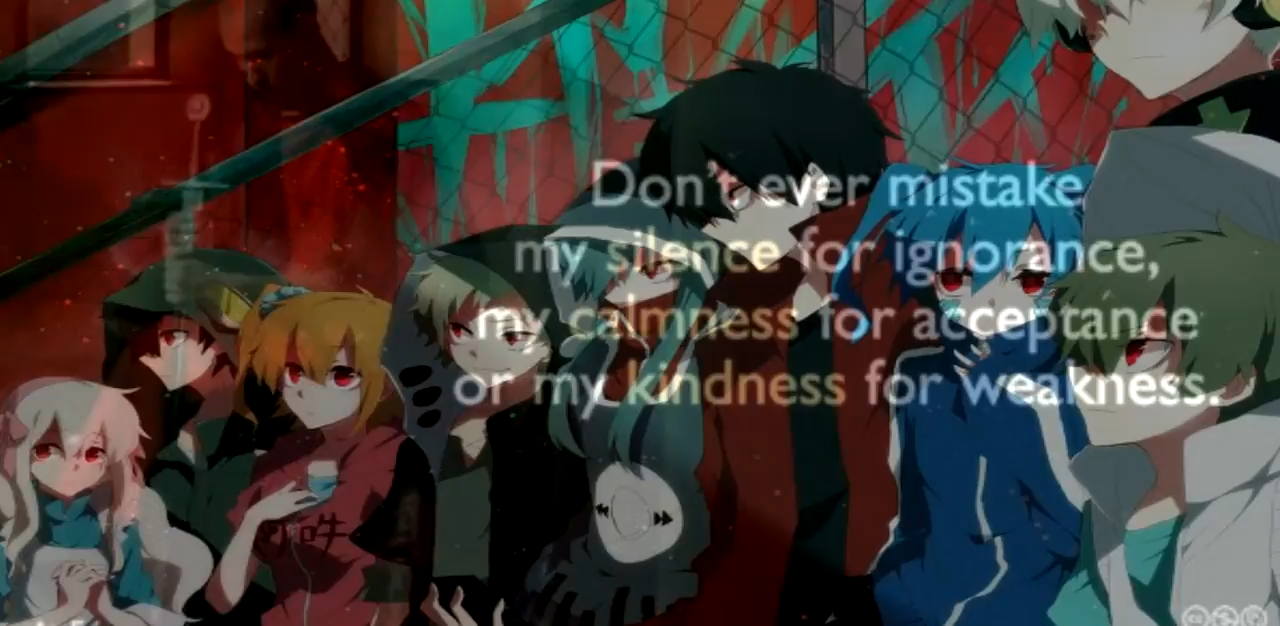 Don't ever mistake
my silence for ignorance,
my calmness for acceptance
or my kindness for weakness.